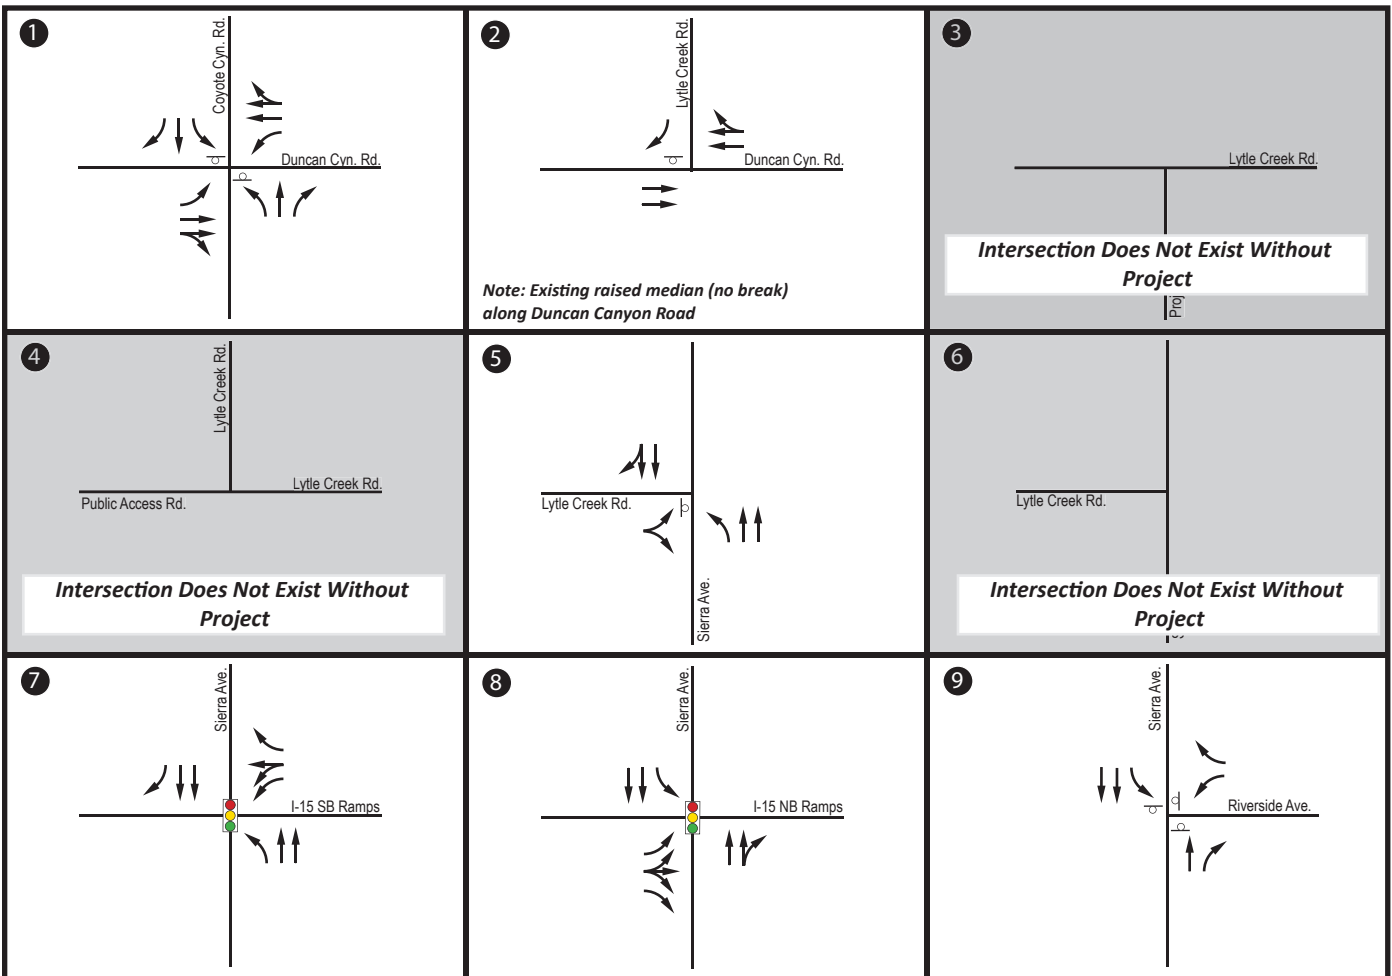 1
Coyote Cyn. Rd.
Duncan Cyn. Rd.
2
Lytle Creek Rd.
Duncan Cyn. Rd.
Note: Existing raised median (no break)
along Duncan Canyon Road
3
Lytle Creek Rd.
Intersection Does Not Exist Without
Project
Proj
4
Lytle Creek Rd.
Lytle Creek Rd.
Public Access Rd.
Intersection Does Not Exist Without
Project
5
Lytle Creek Rd.
Sierra Ave.
6
Lytle Creek Rd.
Intersection Does Not Exist Without
Project
7
Sierra Ave.
I-15 SB Ramps
8
Sierra Ave.
I-15 NB Ramps
9
Sierra Ave.
Riverside Ave.